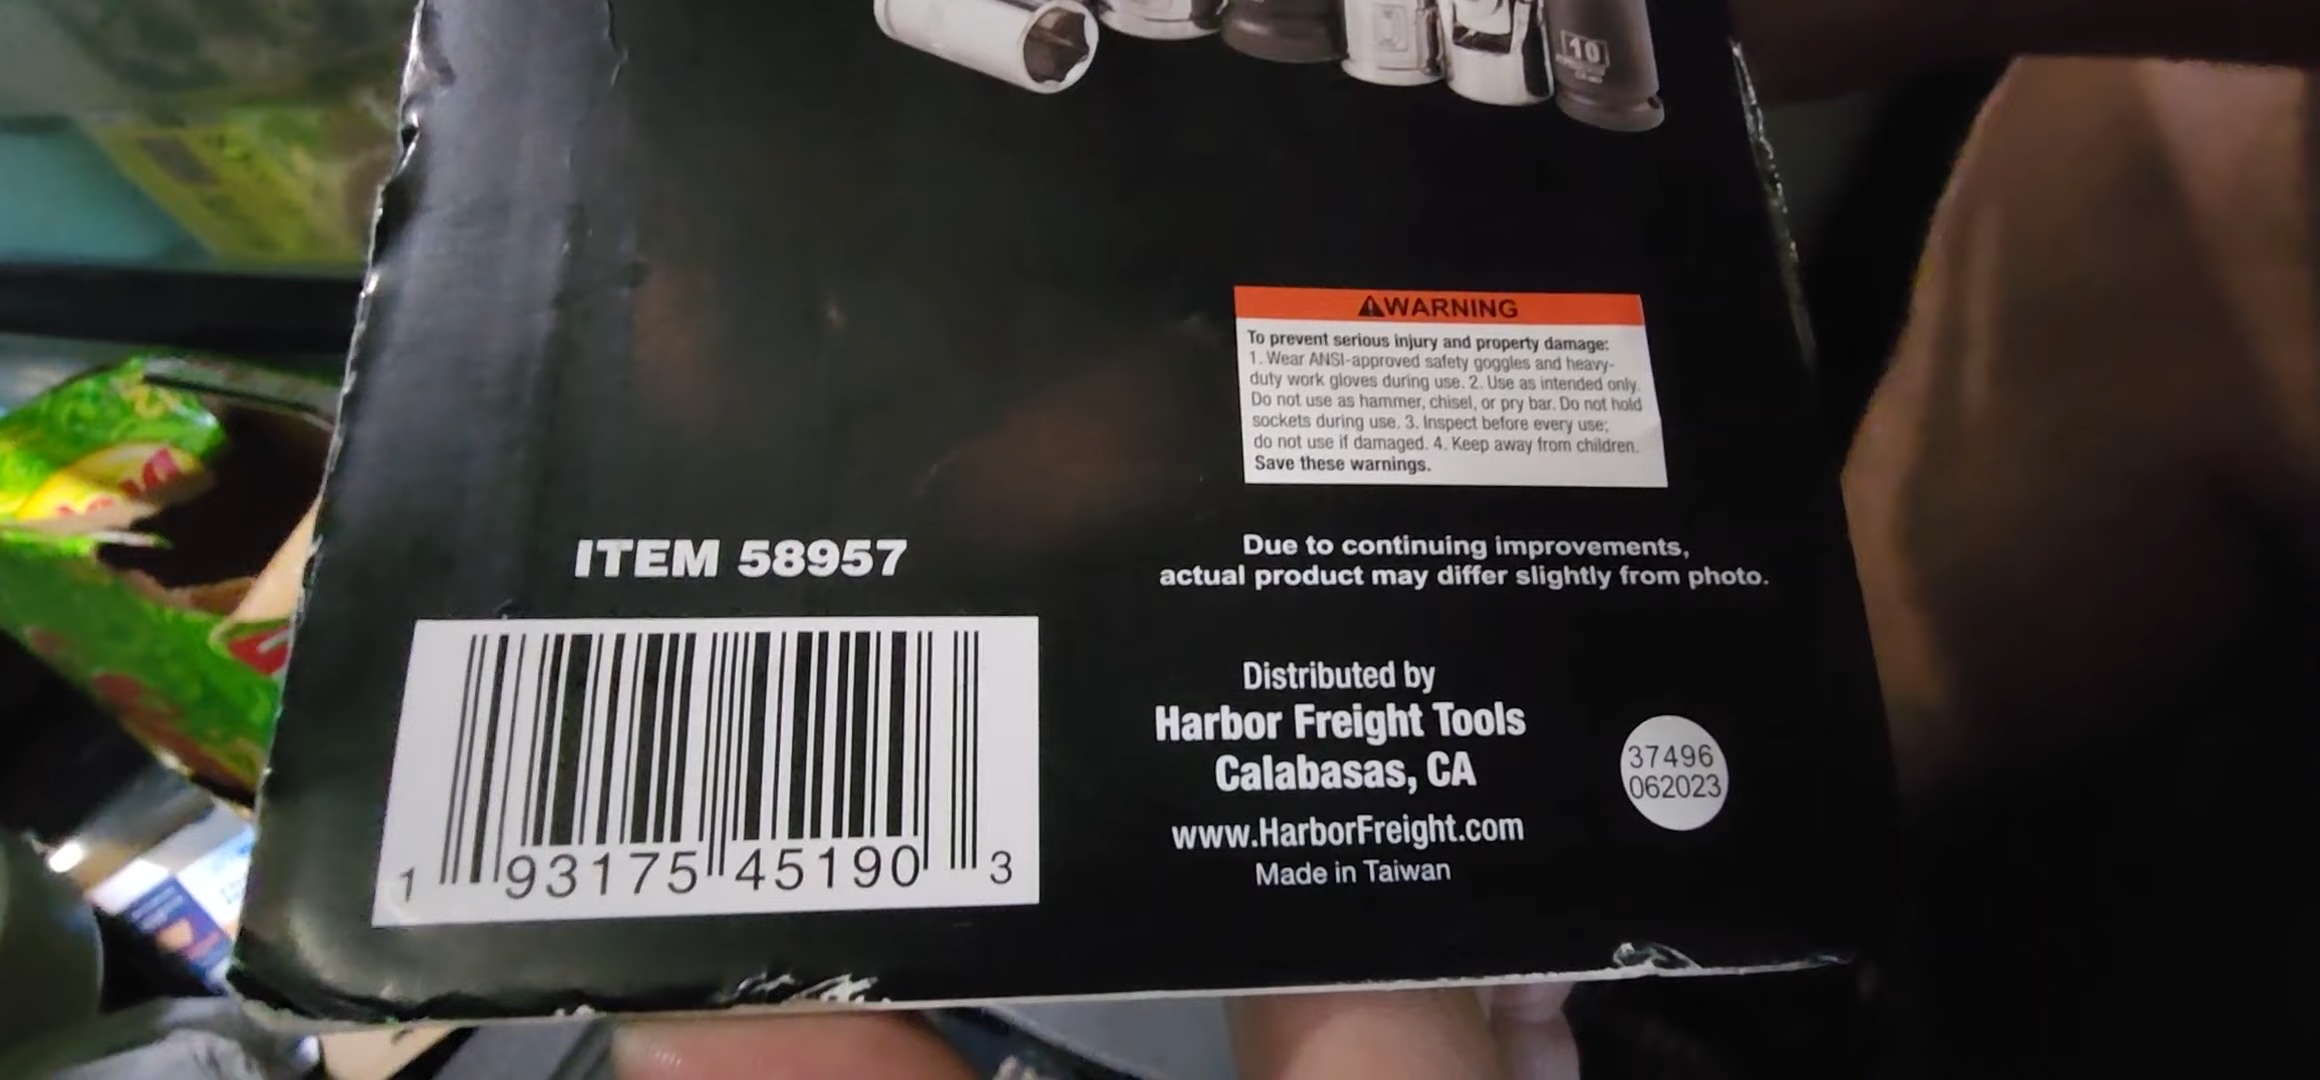 10
⚠WARNING
To prevent serious injury and property damage:
1. Wear ANSI-approved safety goggles and heavy-
duty work gloves during use. 2. Use as intended only.
Do not use as hammer, chisel, or pry bar. Do not hold
sockets during use. 3. Inspect before every use;
do not use if damaged. 4. Keep away from children.
Save these warnings.
ITEM 58957
Due to continuing improvements,
actual product may differ slightly from photo.
1 93175 45190 3
Distributed by
Harbor Freight Tools
Calabasas, CA
www.HarborFreight.com
Made in Taiwan
37496
062023